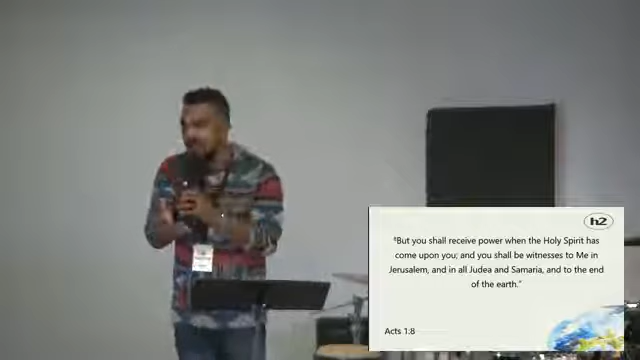 h2
⁸But you shall receive power when the Holy Spirit has
come upon you; and you shall be witnesses to Me in
Jerusalem, and in all Judea and Samaria, and to the end
of the earth."
Acts 1:8